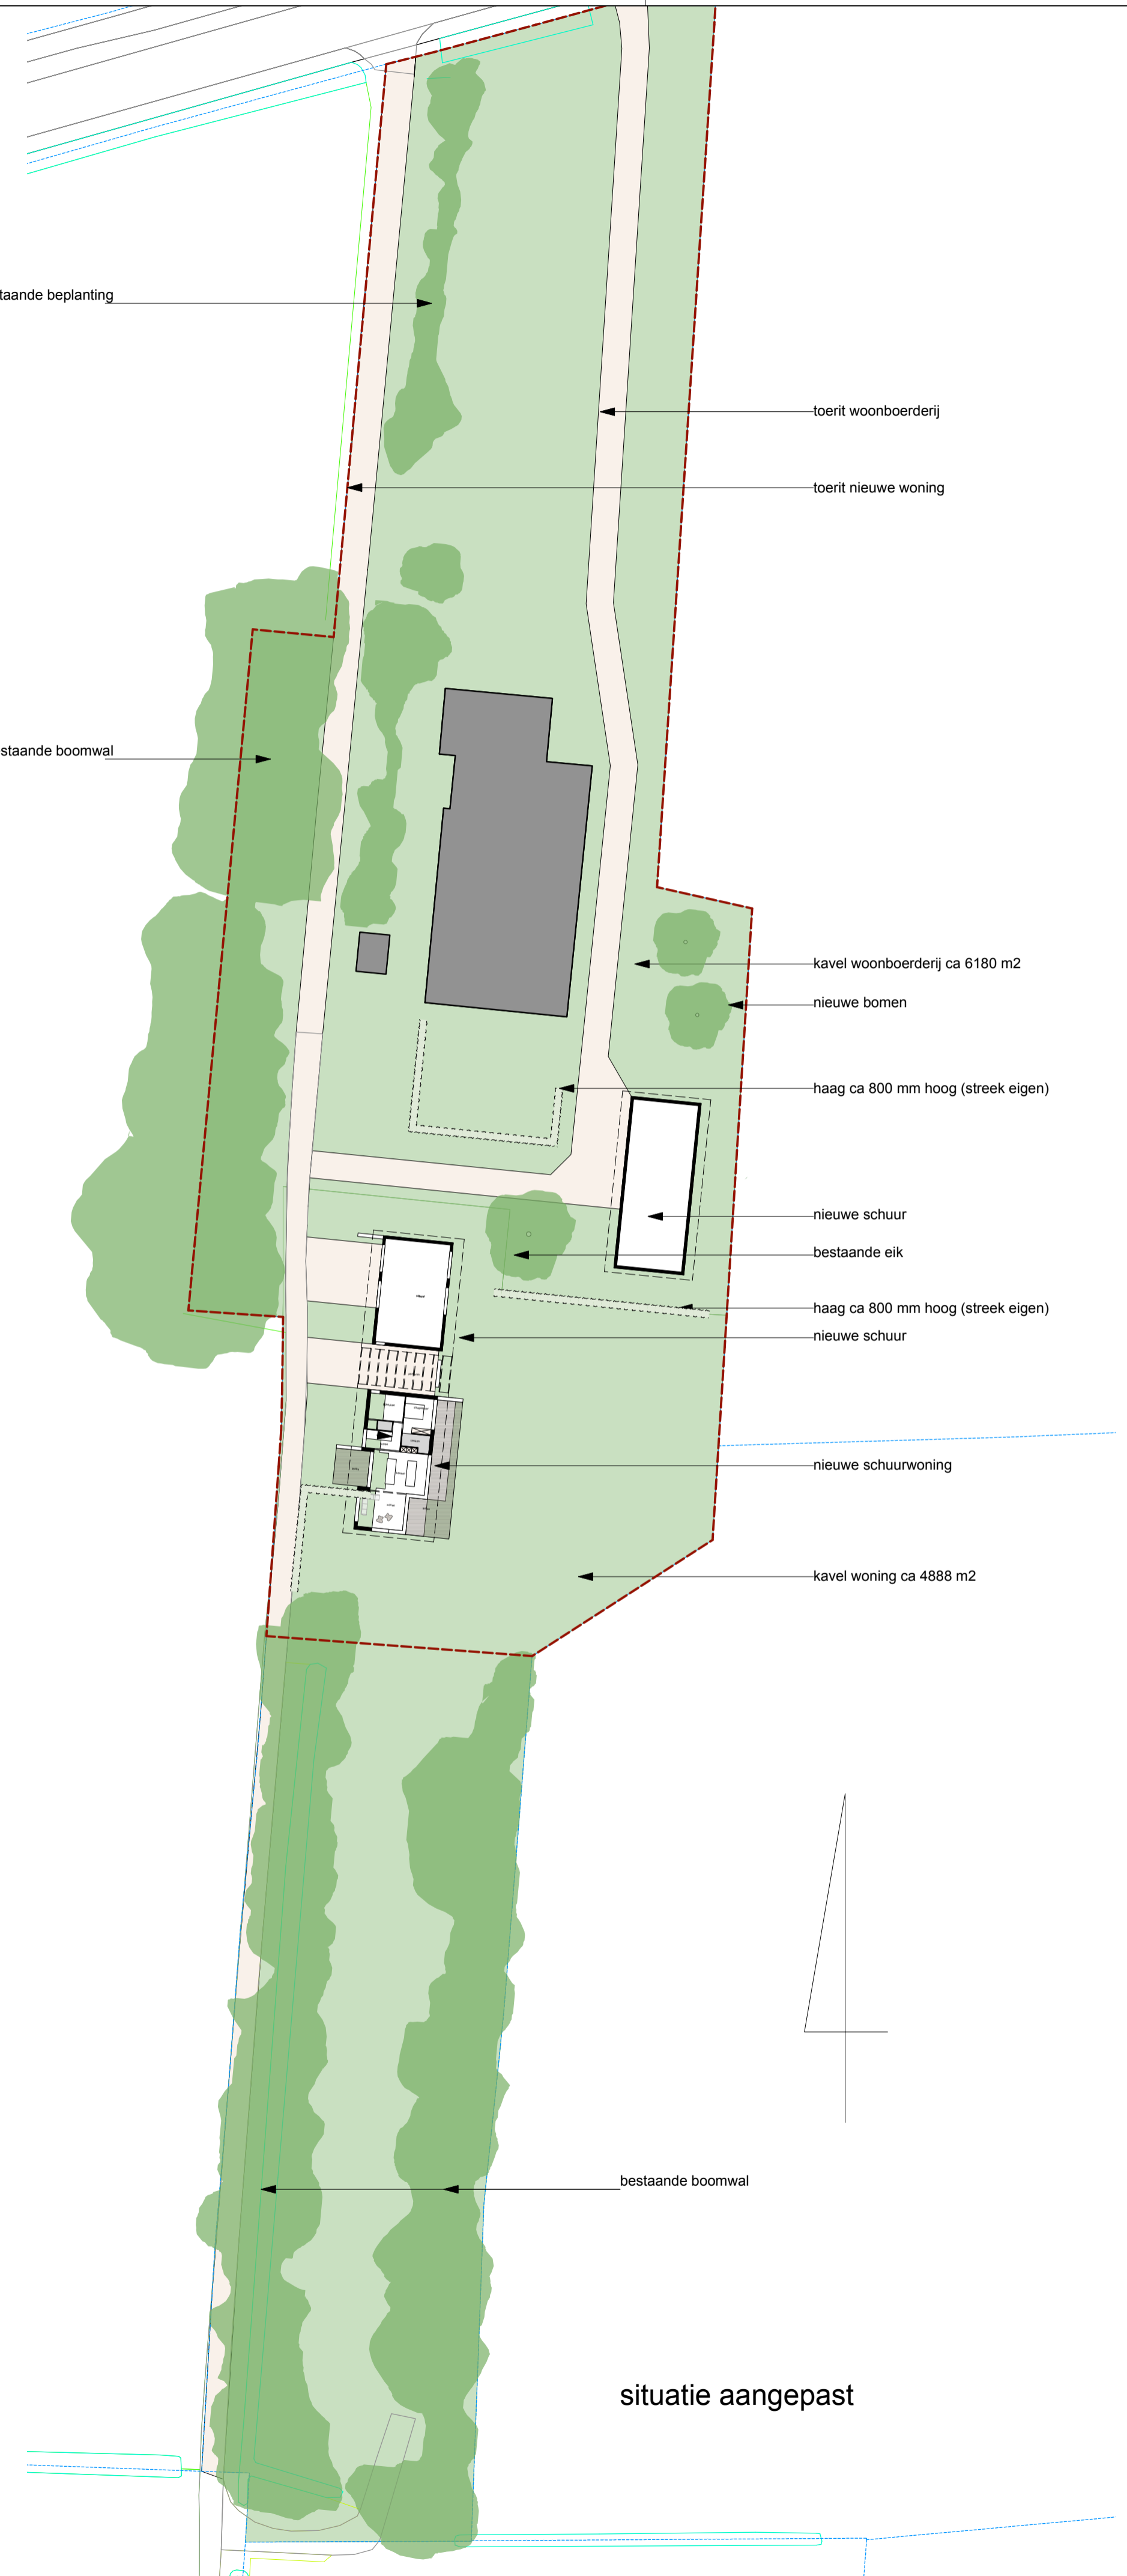 taande beplanting
toerit woonboerderij
toerit nieuwe woning
staande boomwal
kavel woonboerderij ca 6180 m2
nieuwe bomen
haag ca 800 mm hoog (streek eigen)
nieuwe schuur
bestaande eik
haag ca 800 mm hoog (streek eigen)
nieuwe schuur
nieuwe schuurwoning
kavel woning ca 4888 m2
bestaande boomwal
situatie aangepast